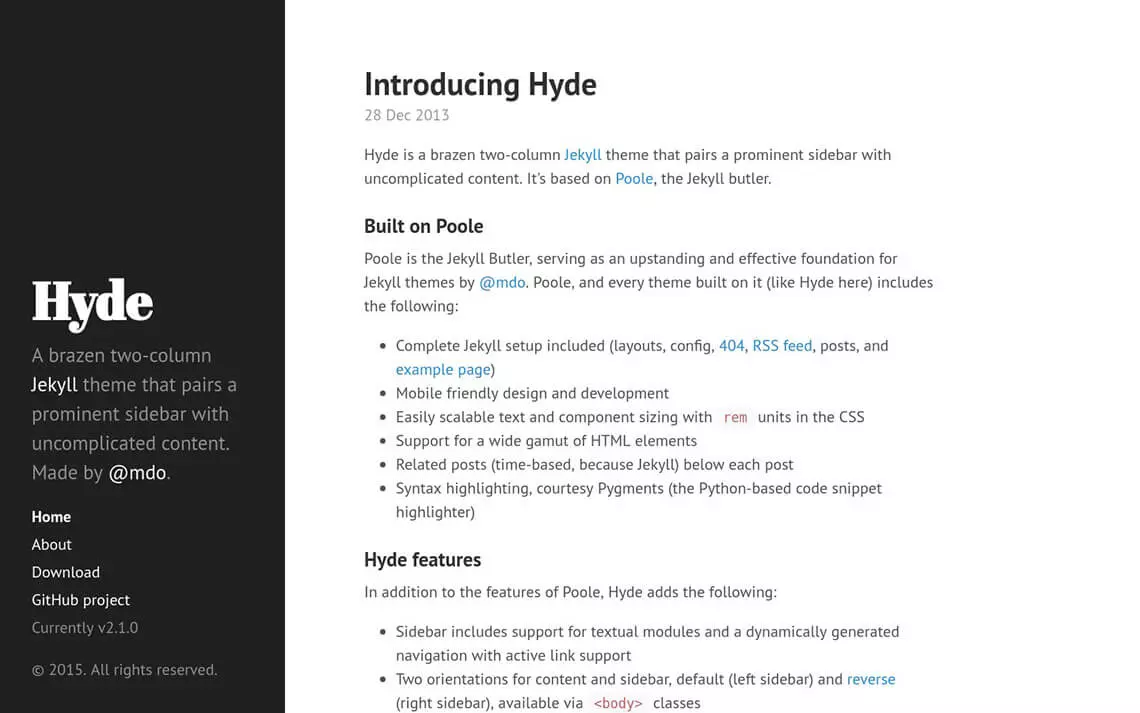 Hyde
A brazen two-column
Jekyll theme that pairs a
prominent sidebar with
uncomplicated content.
Made by @mdo.
Home
About
Download
GitHub project
Currently v2.1.0
© 2015. All rights reserved.
Introducing Hyde
28 Dec 2013
Hyde is a brazen two-column Jekyll theme that pairs a prominent sidebar with
uncomplicated content. It's based on Poole, the Jekyll butler.
Built on Poole
Poole is the Jekyll Butler, serving as an upstanding and effective foundation for
Jekyll themes by @mdo. Poole, and every theme built on it (like Hyde here) includes
the following:
• Complete Jekyll setup included (layouts, config, 404, RSS feed, posts, and
example page)
• Mobile friendly design and development
• Easily scalable text and component sizing with rem units in the CSS
• Support for a wide gamut of HTML elements
• Related posts (time-based, because Jekyll) below each post
• Syntax highlighting, courtesy Pygments (the Python-based code snippet
highlighter)
Hyde features
In addition to the features of Poole, Hyde adds the following:
• Sidebar includes support for textual modules and a dynamically generated
navigation with active link support
• Two orientations for content and sidebar, default (left sidebar) and reverse
(right sidebar), available via <body> classes